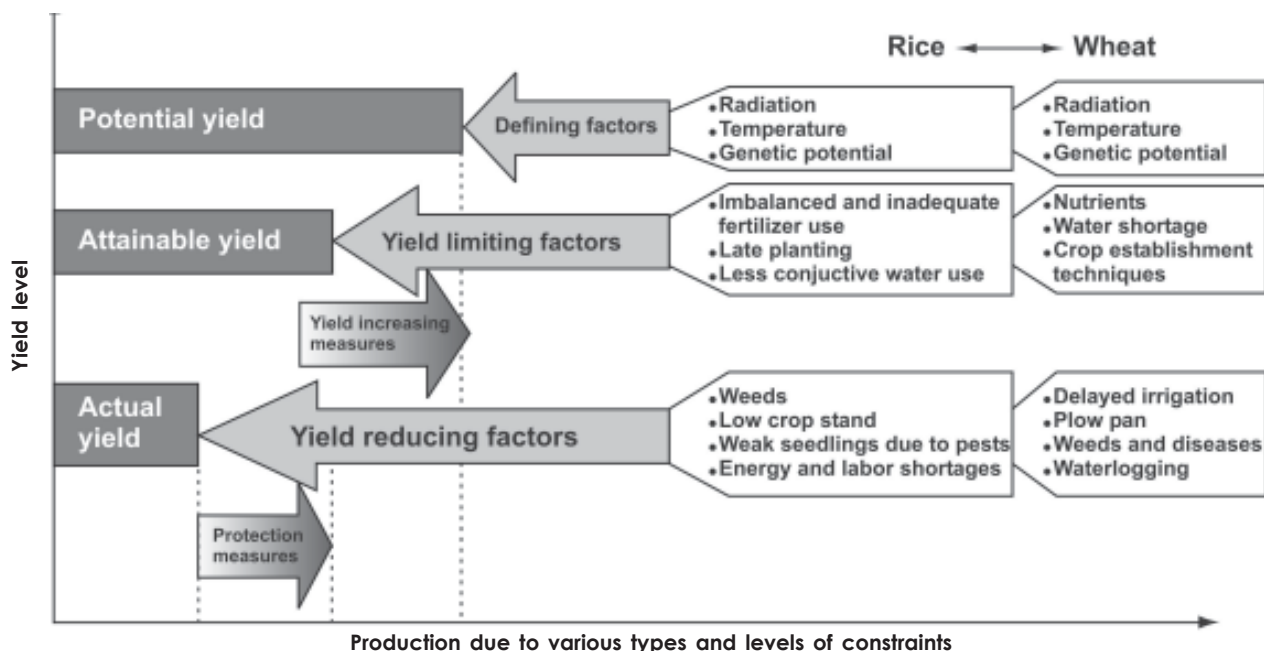 Rice Wheat
Potential yield
Defining factors
•Radiation
•Temperature
•Genetic potential
•Radiation
•Temperature
•Genetic potential
Attainable yield
Yield limiting factors
•Imbalanced and inadequate
fertilizer use
•Late planting
•Less conjuctive water use
•Nutrients
•Water shortage
•Crop establishment
techniques
Yield increasing
measures
Actual
yield
Yield reducing factors
•Weeds
•Low crop stand
•Weak seedlings due to pests
•Energy and labor shortages
•Delayed irrigation
•Plow pan
•Weeds and diseases
•Waterlogging
Protection
measures
Yield level
Production due to various types and levels of constraints